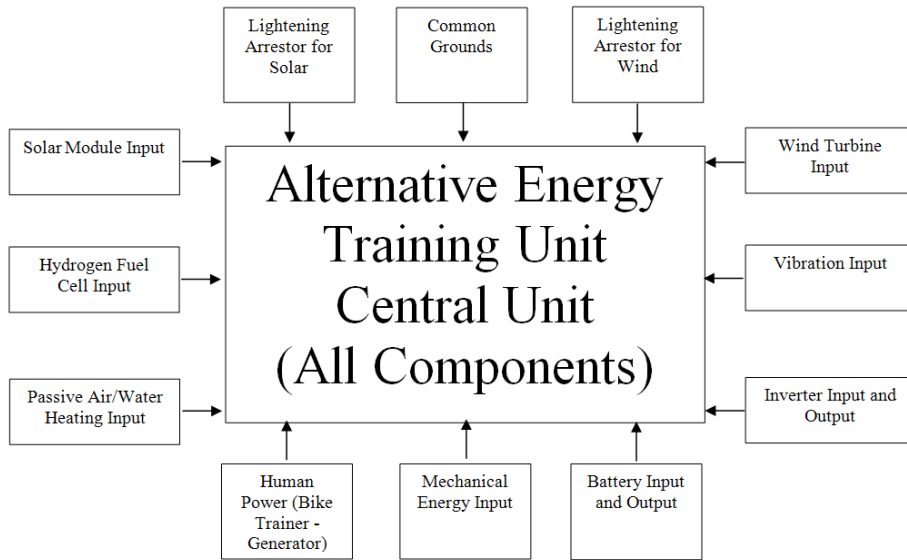 Lightening
Arrestor for
Solar
Common
Grounds
Lightening
Arrestor for
Wind
Solar Module Input
Wind Turbine
Input
Alternative Energy
Training Unit
Central Unit
(All Components)
Hydrogen Fuel
Cell Input
Vibration Input
Passive Air/Water
Heating Input
Inverter Input and
Output
Human
Power (Bike
Trainer -
Generator)
Mechanical
Energy Input
Battery Input
and Output